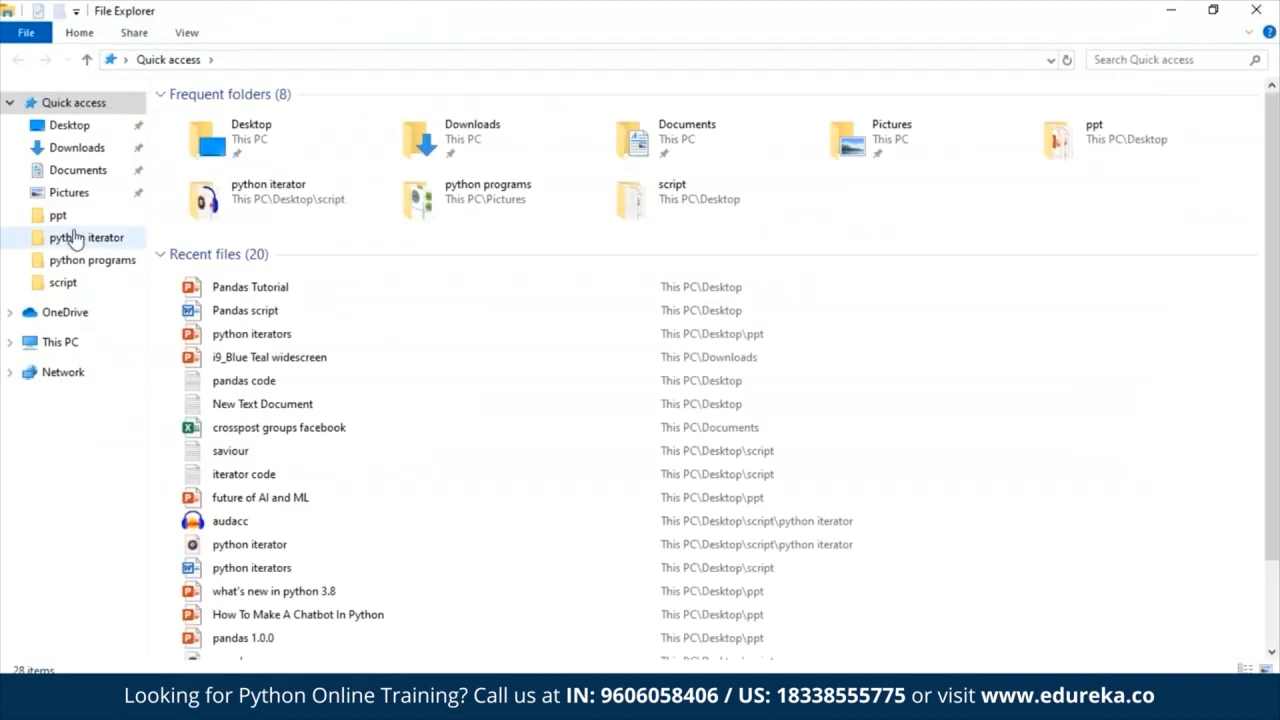 File Explorer
File Home Share View
Quick access
Search Quick access
Quick access
Desktop
Downloads
Documents
Pictures
ppt
python iterator
python programs
script
OneDrive
This PC
Network
Frequent folders (8)
Desktop
This PC
Downloads
This PC
Documents
This PC
Pictures
This PC
ppt
This PC\Desktop
python iterator
This PC\Desktop\script
python programs
This PC\Pictures
script
This PC\Desktop
Recent files (20)
Pandas Tutorial This PC\Desktop
Pandas script This PC\Desktop
python iterators This PC\Desktop\ppt
i9_Blue Teal widescreen This PC\Downloads
pandas code This PC\Desktop
New Text Document This PC\Desktop
crosspost groups facebook This PC\Documents
saviour This PC\Desktop\script
iterator code This PC\Desktop\script
future of AI and ML This PC\Desktop\ppt
audacc This PC\Desktop\script\python iterator
python iterator This PC\Desktop\script\python iterator
python iterators This PC\Desktop\script
what's new in python 3.8 This PC\Desktop\ppt
How To Make A Chatbot In Python This PC\Desktop\ppt
pandas 1.0.0 This PC\Desktop\ppt
28 items
Looking for Python Online Training? Call us at IN: 9606058406 / US: 18338555775 or visit www.edureka.co